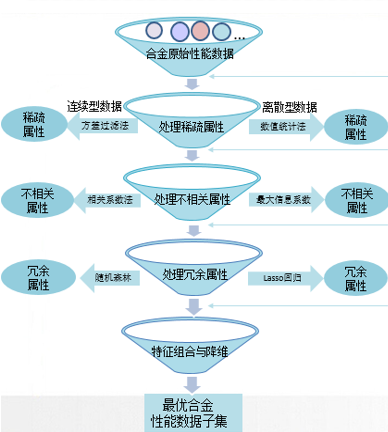 ...
合金原始性能数据
连续型数据
离散型数据
稀疏
属性
方差过滤法
处理稀疏属性
数值统计法
稀疏
属性
不相关
属性
相关系数法
处理不相关属性
最大信息系数
不相关
属性
冗余
属性
随机森林
处理冗余属性
Lasso回归
冗余
属性
特征组合与降维
最优合金
性能数据子集